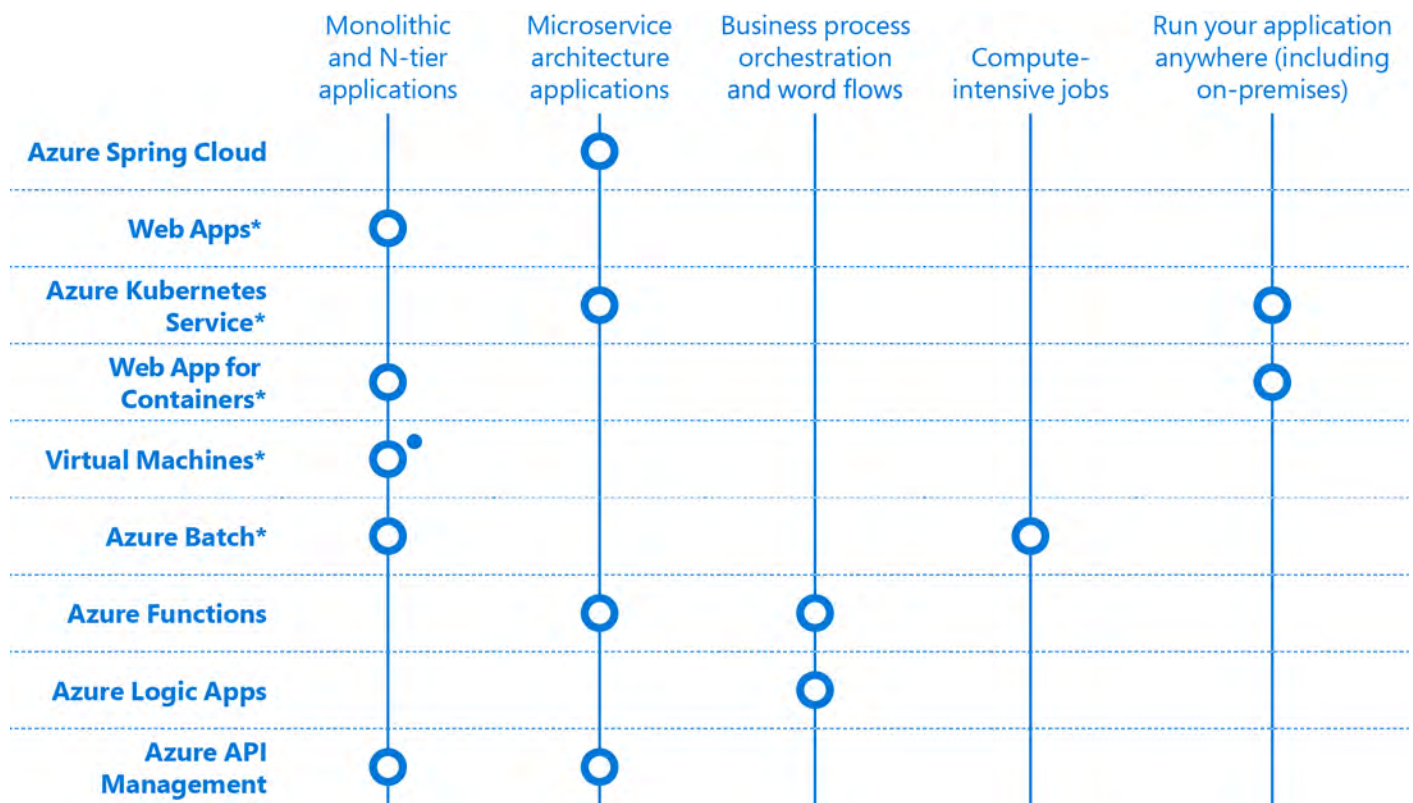 Monolithic
and N-tier
applications
Microservice
architecture
applications
Business process
orchestration
and word flows
Compute-
intensive jobs
Run your application
anywhere (including
on-premises)
Azure Spring Cloud
Web Apps*
Azure Kubernetes
Service*
Web App for
Containers*
Virtual Machines*
Azure Batch*
Azure Functions
Azure Logic Apps
Azure API
Management